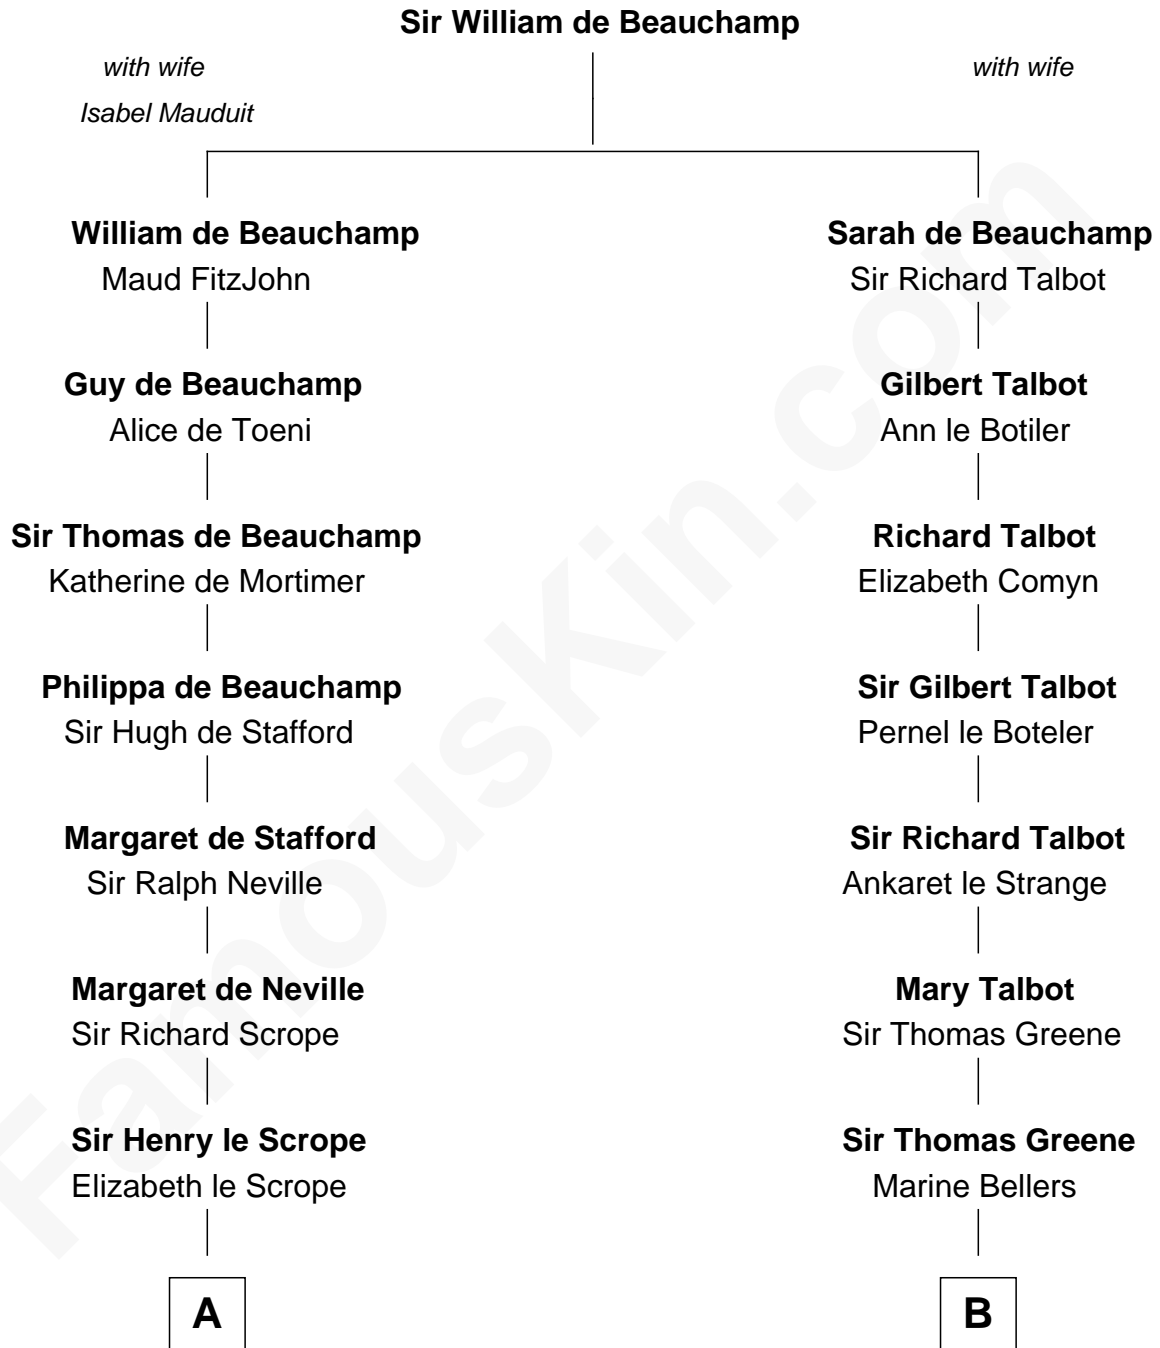 Sir William de Beauchamp
with wife
with wife
Isabel Mauduit
William de Beauchamp
Sarah de Beauchamp
Maud FitzJohn
Sir Richard Talbot
Guy de Beauchamp
Gilbert Talbot
Alice de Toeni
Ann le Botiler
Sir Thomas de Beauchamp
Richard Talbot
Katherine de Mortimer
Elizabeth Comyn
Philippa de Beauchamp
Sir Gilbert Talbot
Sir Hugh de Stafford
Pernel le Boteler
Margaret de Stafford
Sir Richard Talbot
Sir Ralph Neville
Ankaret le Strange
Margaret de Neville
Mary Talbot
Sir Richard Scrope
Sir Thomas Greene
Sir Henry le Scrope
Sir Thomas Greene
Elizabeth le Scrope
Marine Bellers
A
B
FamousKin.com